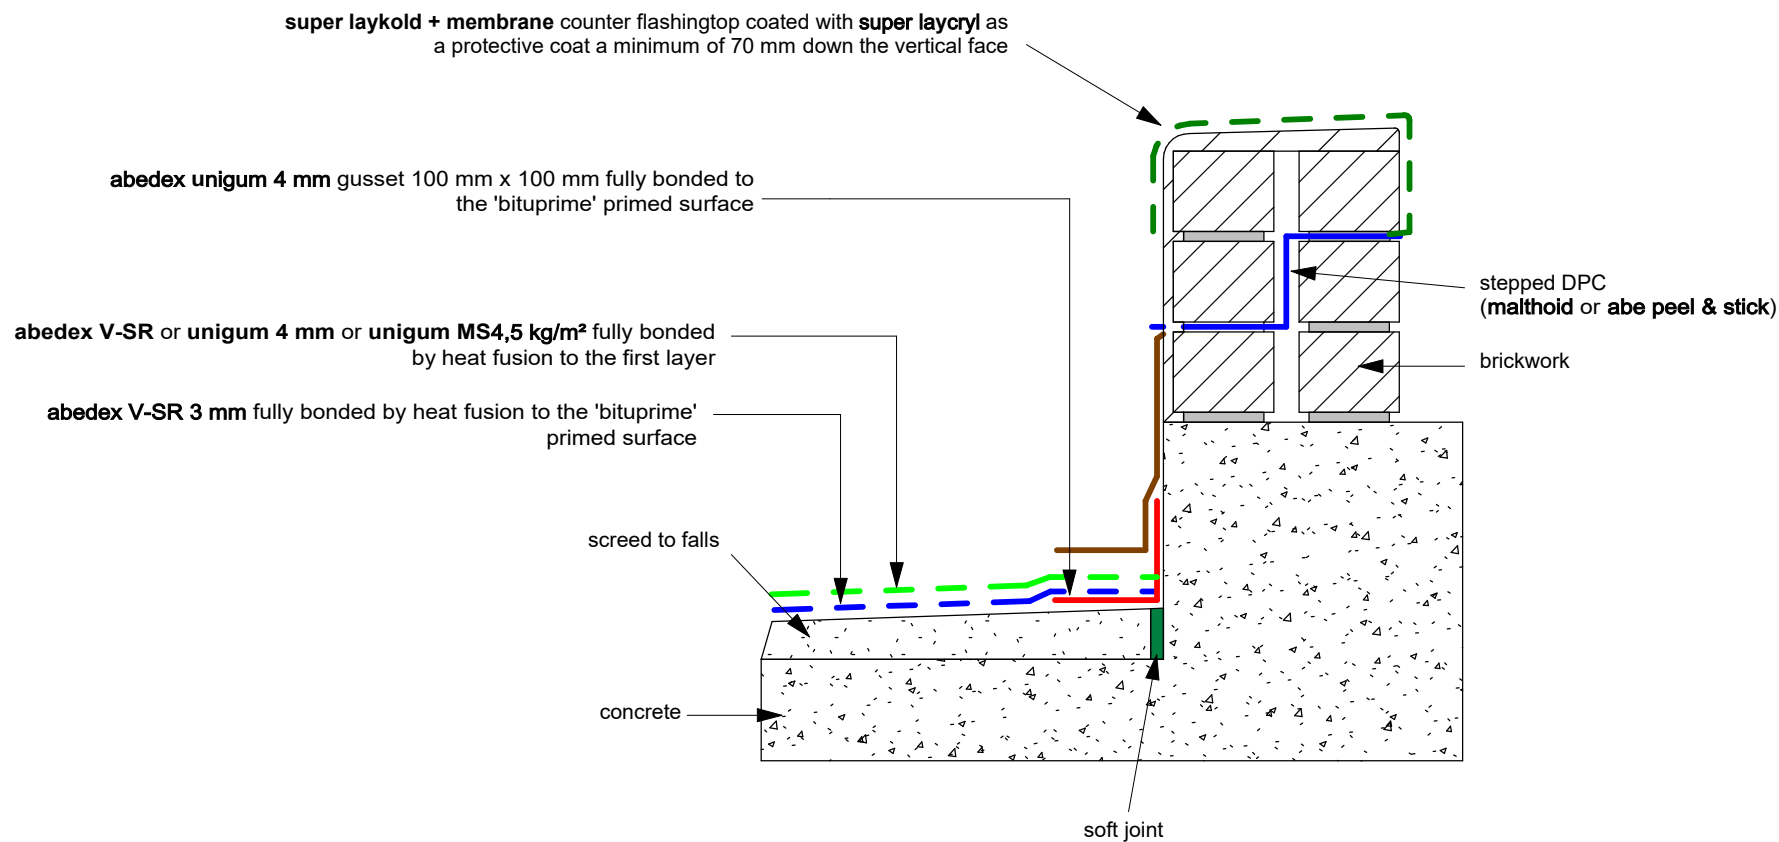 super laykold + membrane counter flashingtop coated with super laycryl as
a protective coat a minimum of 70 mm down the vertical face
abedex unigum 4 mm gusset 100 mm x 100 mm fully bonded to
the 'bituprime' primed surface
stepped DPC
(malthoid or abe peel & stick)
abedex V-SR or unigum 4 mm or unigum MS4,5 kg/m² fully bonded
by heat fusion to the first layer
brickwork
abedex V-SR 3 mm fully bonded by heat fusion to the 'bituprime'
primed surface
screed to falls
concrete
soft joint